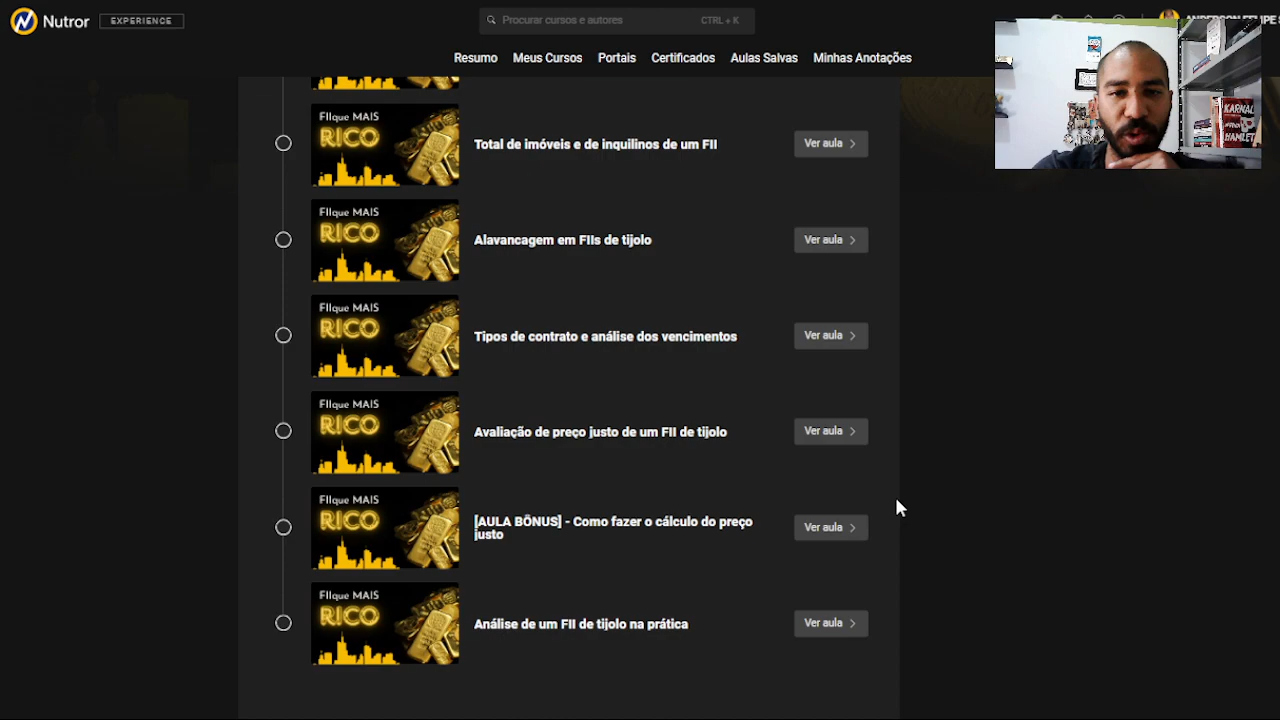 Nutror
EXPERIENCE
Procurar cursos e autores
CTRL + K
ANDERSON FELIPE S
Resumo
Meus Cursos
Portais
Certificados
Aulas Salvas
Minhas Anotações
FIIque MAIS
RICO
Total de imóveis e de inquilinos de um FII
Ver aula
FIIque MAIS
RICO
Alavancagem em FIIs de tijolo
Ver aula
FIIque MAIS
RICO
Tipos de contrato e análise dos vencimentos
Ver aula
FIIque MAIS
RICO
Avaliação de preço justo de um FII de tijolo
Ver aula
FIIque MAIS
RICO
[AULA BÔNUS] - Como fazer o cálculo do preço
justo
Ver aula
FIIque MAIS
RICO
Análise de um FII de tijolo na prática
Ver aula
KARNAL
HAMLET